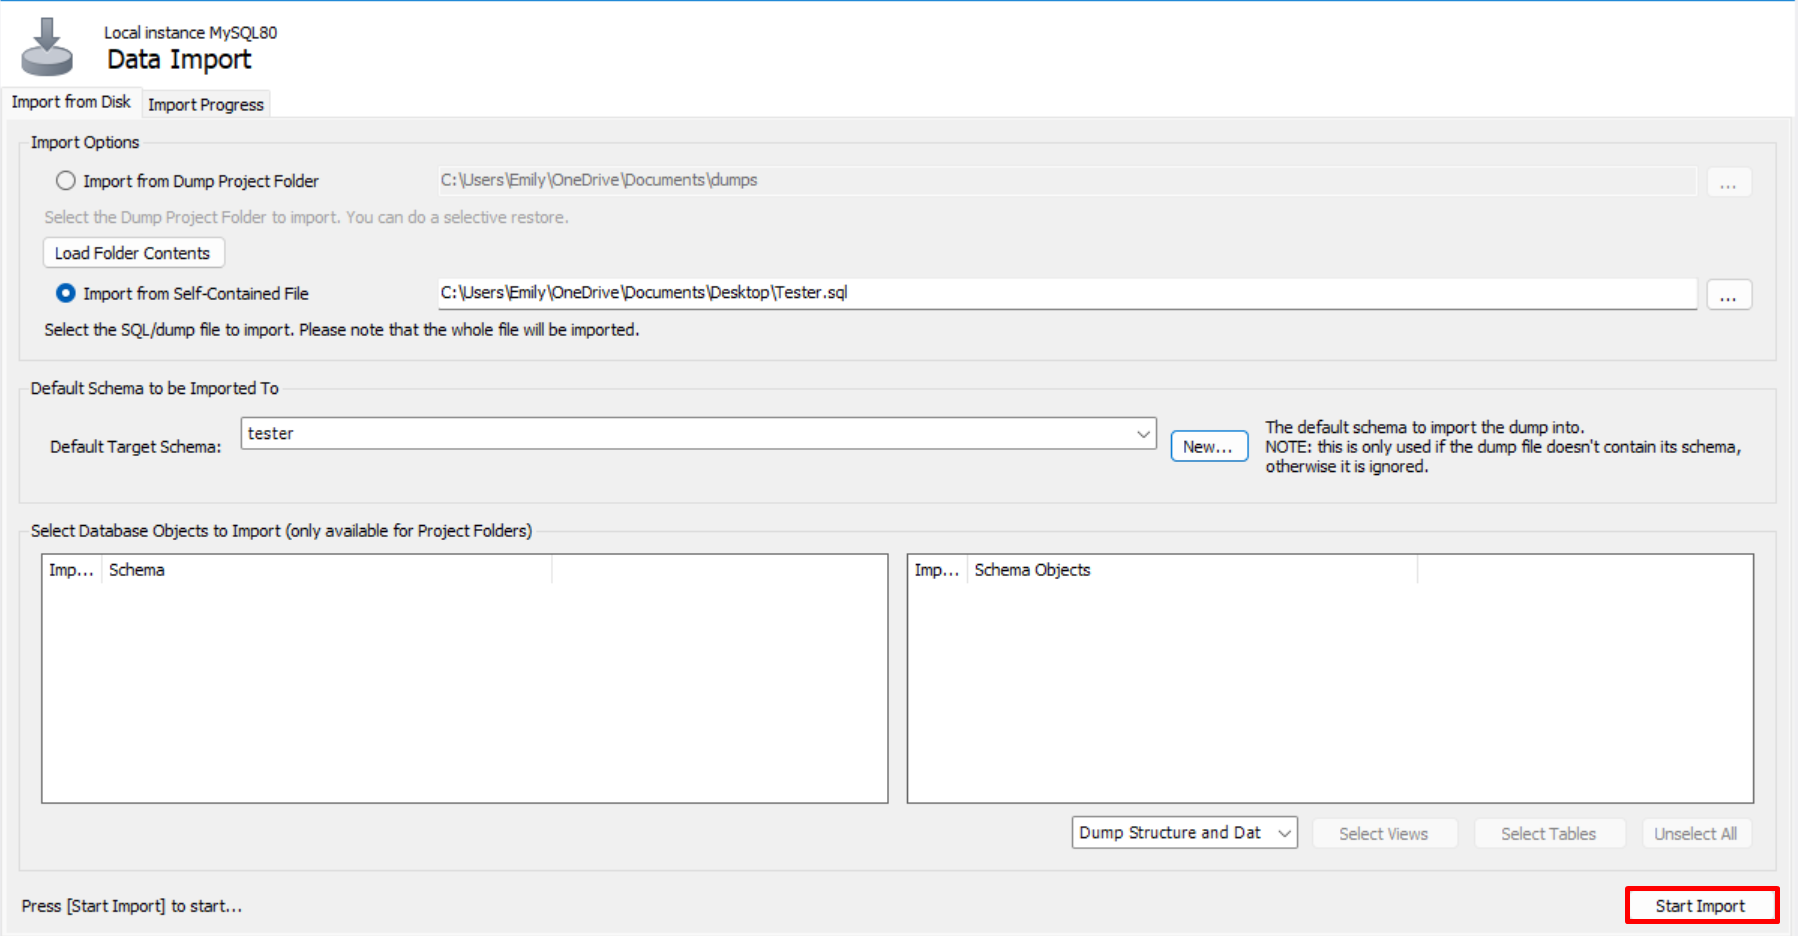 Local instance MySQL80
Data Import
Import from Disk
Import Progress
Import Options
Import from Dump Project Folder
C:\Users\Emily\OneDrive\Documents\dumps
...
Select the Dump Project Folder to import. You can do a selective restore.
Load Folder Contents
Import from Self-Contained File
C:\Users\Emily\OneDrive\Documents\Desktop\Tester.sql
...
Select the SQL/dump file to import. Please note that the whole file will be imported.
Default Schema to be Imported To
Default Target Schema:
tester
New...
The default schema to import the dump into.
NOTE: this is only used if the dump file doesn't contain its schema,
otherwise it is ignored.
Select Database Objects to Import (only available for Project Folders)
Imp... Schema
Imp... Schema Objects
Dump Structure and Dat
Select Views
Select Tables
Unselect All
Press [Start Import] to start...
Start Import